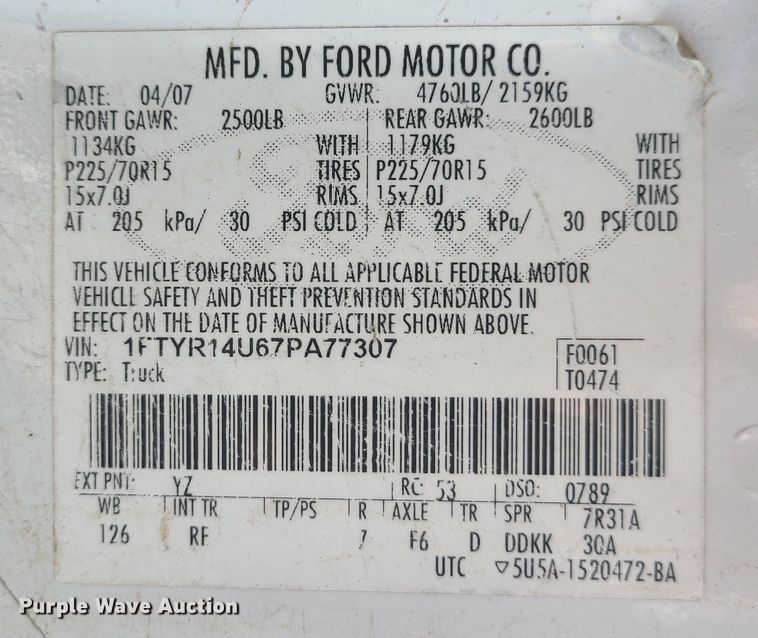 MFD. BY FORD MOTOR CO.
DATE: 04/07 GVWR: 4760LB/ 2159KG
FRONT GAWR: 2500LB REAR GAWR: 2600LB
1134KG WITH 1179KG WITH
P225/70R15 TIRES P225/70R15 TIRES
15x7.0J RIMS 15x7.0J RIMS
AT 205 kPa/ 30 PSI COLD AT 205 kPa/ 30 PSI COLD
THIS VEHICLE CONFORMS TO ALL APPLICABLE FEDERAL MOTOR
VEHICLE SAFETY AND THEFT PREVENTION STANDARDS IN
EFFECT ON THE DATE OF MANUFACTURE SHOWN ABOVE.
VIN: 1FTYR14U67PA77307 F0061
TYPE: Truck T0474
EXT PNT: YZ RC: 53 DSO: 0789
WB INT TR TP/PS R AXLE TR SPR 7R31A
126 RF 7 F6 D DDKK 30A
UTC ▽5U5A-1520472-BA
Purple Wave Auction